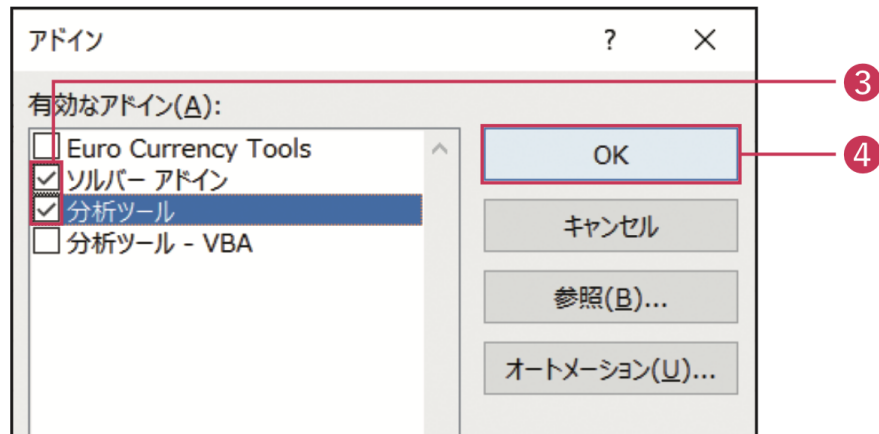 アドイン ? ×
有効なアドイン(A):
Euro Currency Tools
ソルバー アドイン
分析ツール
分析ツール - VBA
OK
キャンセル
参照(B)...
オートメーション(U)...
❸
❹